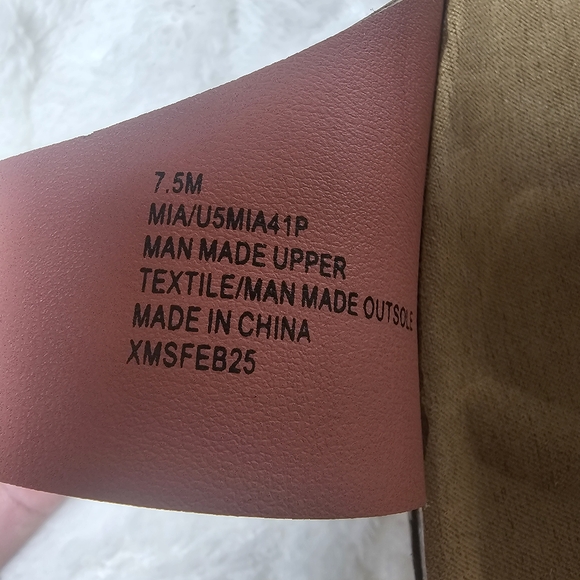 7.5M
MIA/U5MIA41P
MAN MADE UPPER
TEXTILE/MAN MADE OUTSOLE
MADE IN CHINA
XMSFEB25